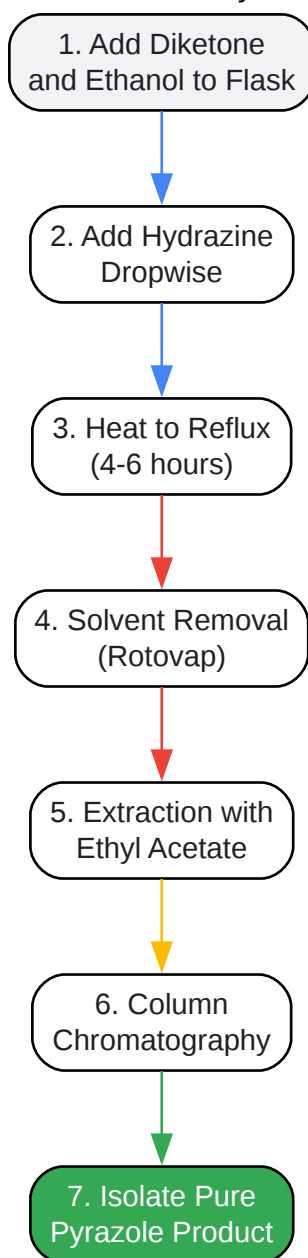 1. Add Diketone
and Ethanol to Flask
2. Add Hydrazine
Dropwise
3. Heat to Reflux
(4-6 hours)
4. Solvent Removal
(Rotovap)
5. Extraction with
Ethyl Acetate
6. Column
Chromatography
7. Isolate Pure
Pyrazole Product